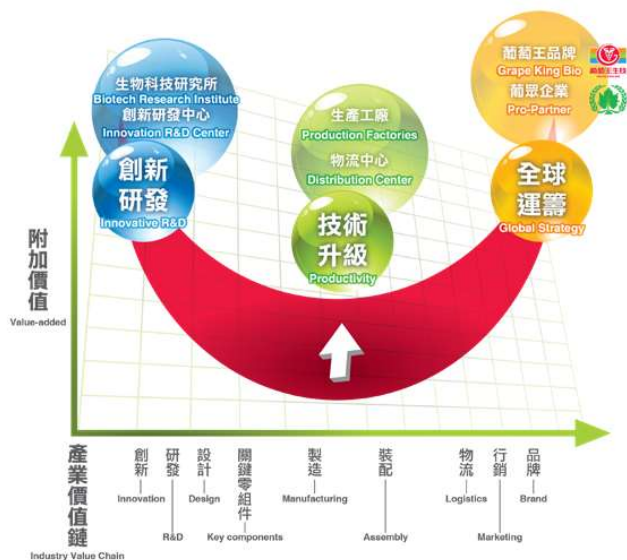 生物科技研究所
Biotech Research Institute
創新研發中心
Innovation R&D Center
創新
研發
Innovative R&D
生產工廠
Production Factories
物流中心
Distribution Center
技術
升級
Productivity
葡萄王品牌
Grape King Bio
葡眾企業
Pro-Partner
葡萄王生技
全球
運籌
Global Strategy
附加價值
Value-added
產業價值鏈
Industry Value Chain
創新
Innovation
研發
R&D
設計
Design
關鍵零組件
Key components
製造
Manufacturing
裝配
Assembly
物流
Logistics
行銷
Marketing
品牌
Brand